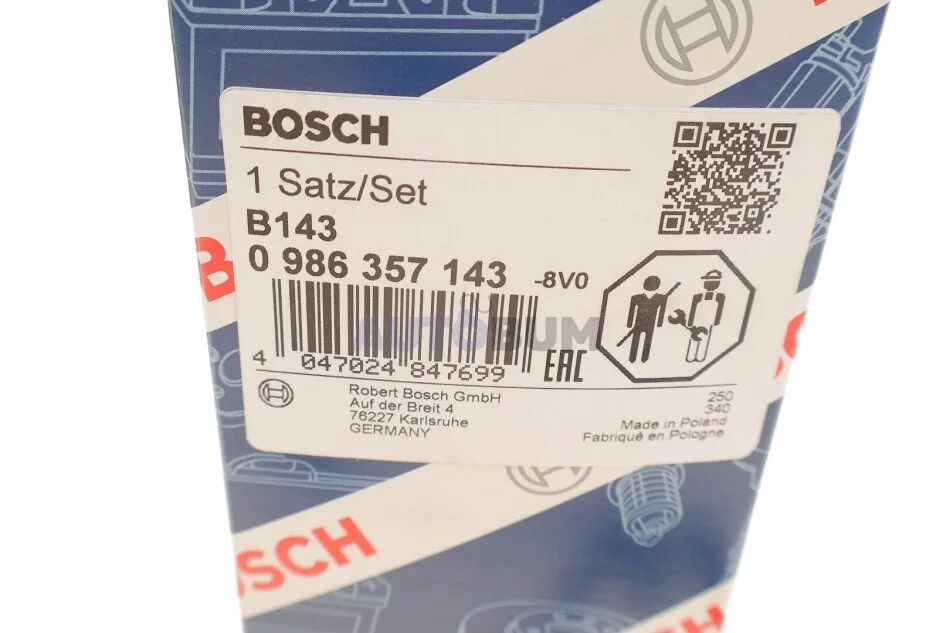 BOSCH
1 Satz/Set
B143
0 986 357 143 -8V0
AUTOBUM
4 047024 847699
EAC
Robert Bosch GmbH
Auf der Breit 4
76227 Karlsruhe
GERMANY
250
340
Made in Poland
Fabriqué en Pologne
BOSCH